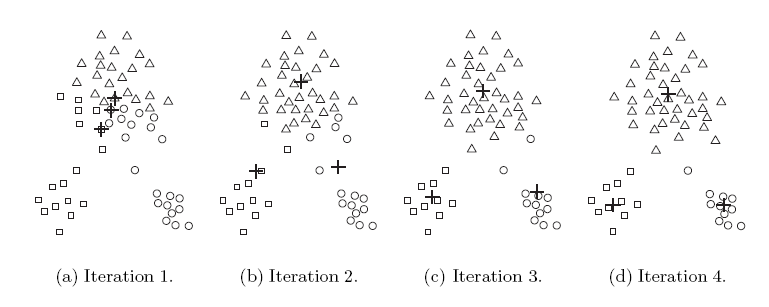 (a) Iteration 1.
(b) Iteration 2.
(c) Iteration 3.
(d) Iteration 4.